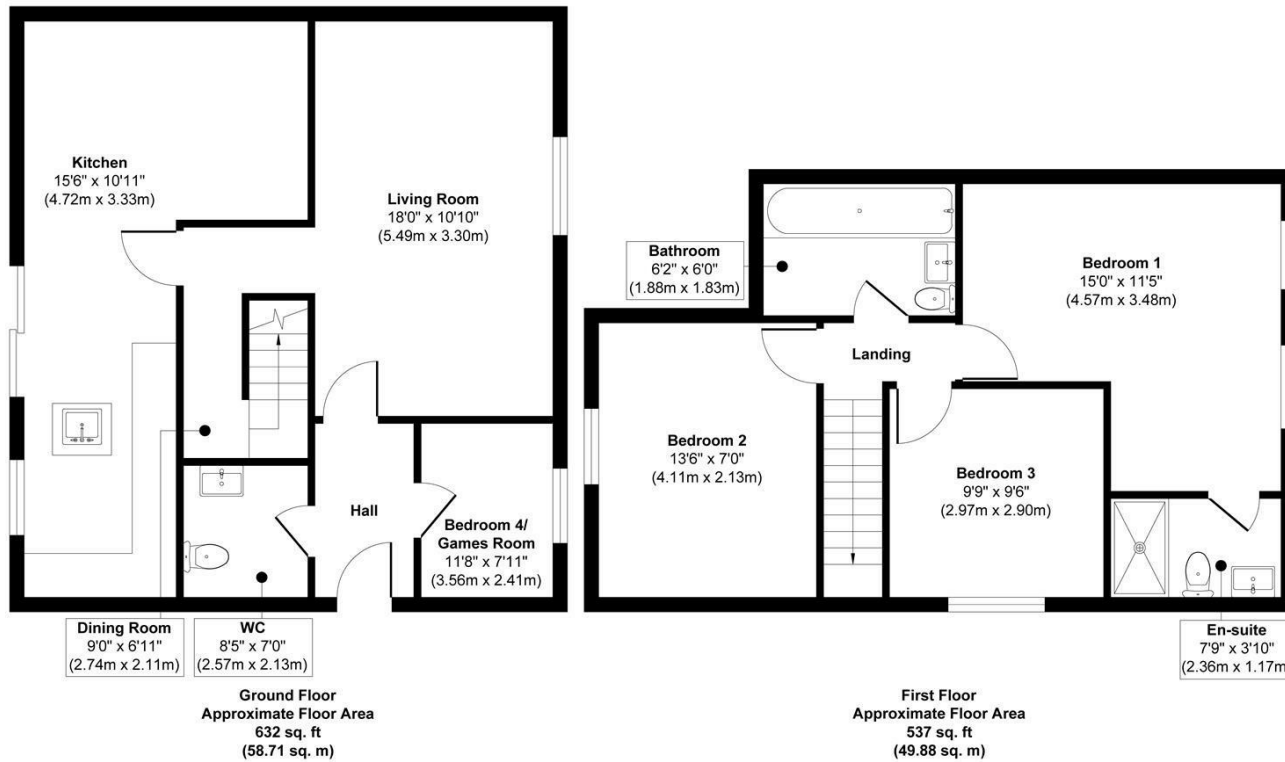 Kitchen
15'6" x 10'11"
(4.72m x 3.33m)
Living Room
18'0" x 10'10"
(5.49m x 3.30m)
Hall
Bedroom 4/
Games Room
11'8" x 7'11"
(3.56m x 2.41m)
Dining Room
9'0" x 6'11"
(2.74m x 2.11m)
WC
8'5" x 7'0"
(2.57m x 2.13m)
Ground Floor
Approximate Floor Area
632 sq. ft
(58.71 sq. m)
Bathroom
6'2" x 6'0"
(1.88m x 1.83m)
Bedroom 1
15'0" x 11'5"
(4.57m x 3.48m)
Landing
Bedroom 2
13'6" x 7'0"
(4.11m x 2.13m)
Bedroom 3
9'9" x 9'6"
(2.97m x 2.90m)
En-suite
7'9" x 3'10"
(2.36m x 1.17m)
First Floor
Approximate Floor Area
537 sq. ft
(49.88 sq. m)